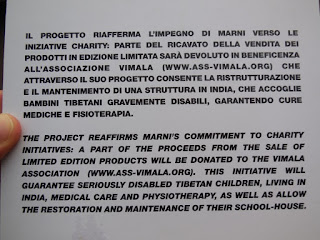 IL PROGETTO RIAFFERMA L'IMPEGNO DI MARNI VERSO LE
INIZIATIVE CHARITY: PARTE DEL RICAVATO DELLA VENDITA DEI
PRODOTTI IN EDIZIONE LIMITATA SARÀ DEVOLUTO IN BENEFICENZA
ALL'ASSOCIAZIONE VIMALA (WWW.ASS-VIMALA.ORG) CHE
ATTRAVERSO IL SUO PROGETTO CONSENTE LA RISTRUTTURAZIONE
E IL MANTENIMENTO DI UNA STRUTTURA IN INDIA, CHE ACCOGLIE
BAMBINI TIBETANI GRAVEMENTE DISABILI, GARANTENDO CURE
MEDICHE E FISIOTERAPIA.
THE PROJECT REAFFIRMS MARNI'S COMMITMENT TO CHARITY
INITIATIVES: A PART OF THE PROCEEDS FROM THE SALE OF
LIMITED EDITION PRODUCTS WILL BE DONATED TO THE VIMALA
ASSOCIATION (WWW.ASS-VIMALA.ORG). THIS INITIATIVE WILL
GUARANTEE SERIOUSLY DISABLED TIBETAN CHILDREN, LIVING IN
INDIA, MEDICAL CARE AND PHYSIOTHERAPY, AS WELL AS ALLOW
THE RESTORATION AND MAINTENANCE OF THEIR SCHOOL-HOUSE.